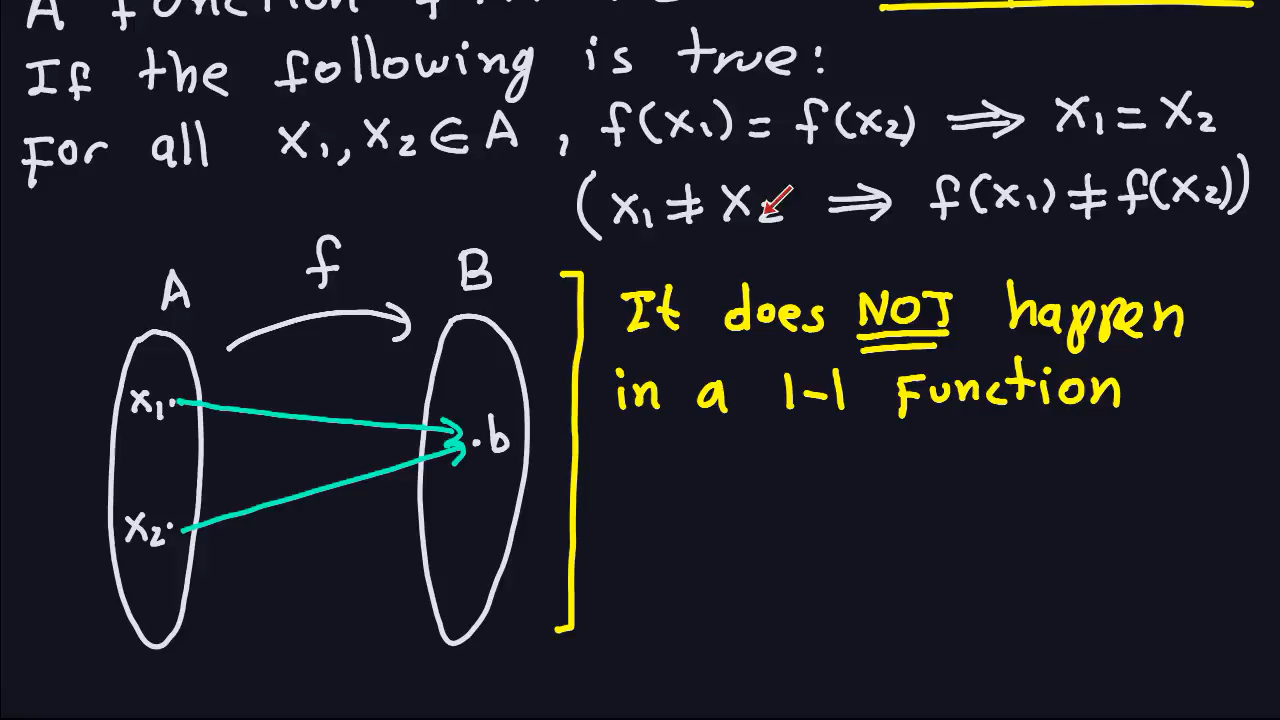 A function f
If the following is true:
For all x₁, x₂ ∈ A, f(x₁) = f(x₂) ⟹ x₁ = x₂
(x₁ ≠ x₂ ⟹ f(x₁) ≠ f(x₂))
A f B
It does NOT happen
in a 1-1 Function
x₁
b
x₂